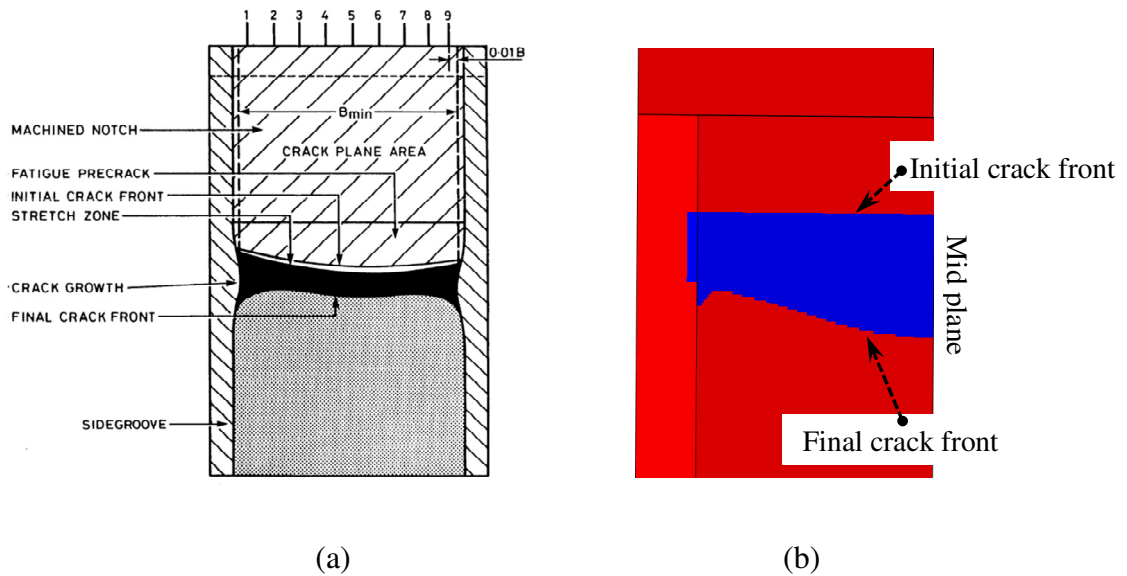 1 2 3 4 5 6 7 8 9
0·01B
Bmin
MACHINED NOTCH
CRACK PLANE AREA
FATIGUE PRECRACK
INITIAL CRACK FRONT
STRETCH ZONE
CRACK GROWTH
FINAL CRACK FRONT
SIDEGROOVE
(a)
Initial crack front
Mid plane
Final crack front
(b)